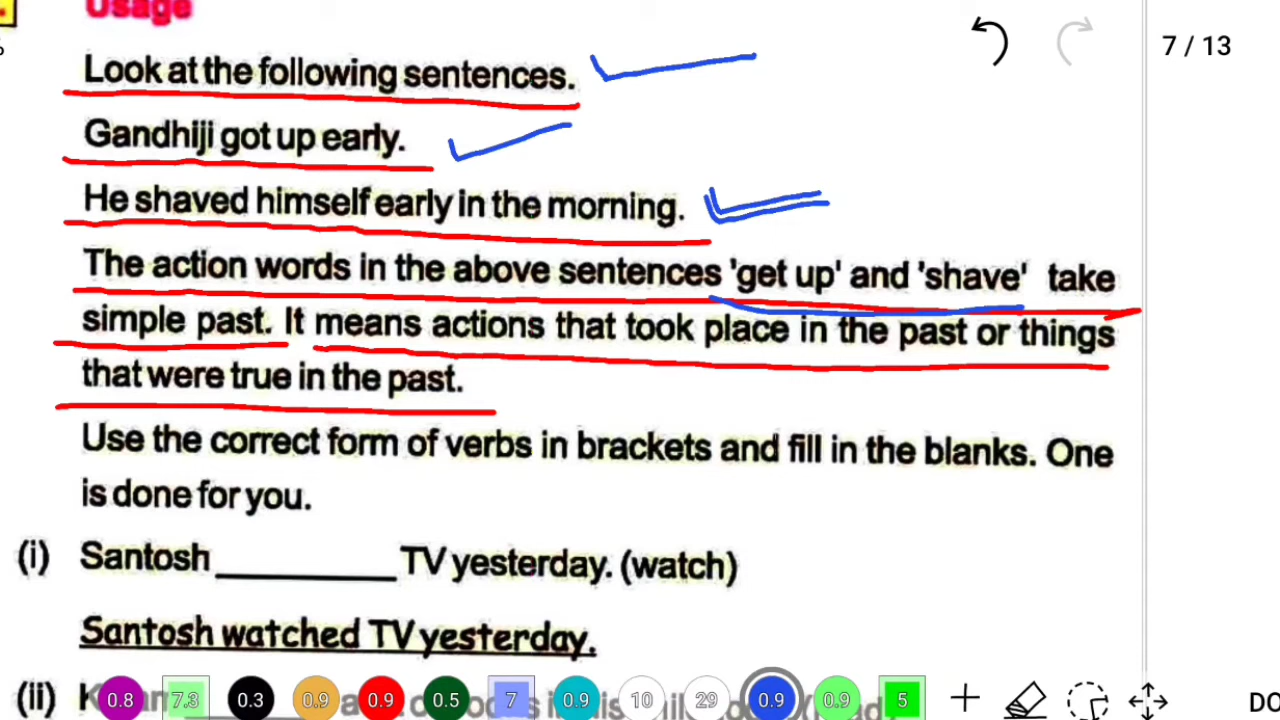 Usage
7 / 13
Look at the following sentences.
Gandhiji got up early.
He shaved himself early in the morning.
The action words in the above sentences 'get up' and 'shave' take
simple past. It means actions that took place in the past or things
that were true in the past.
Use the correct form of verbs in brackets and fill in the blanks. One
is done for you.
(i) Santosh __________ TV yesterday. (watch)
Santosh watched TV yesterday.
(ii)
0.8 7.3 0.3 0.9 0.9 0.5 7 0.9 10 29 0.9 0.9 5